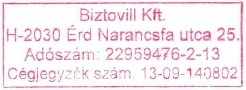 Biztovill Kft.
H-2030 Érd Narancsfa utca 25.
Adószám: 22959476-2-13
Cégjegyzék szám: 13-09-140802